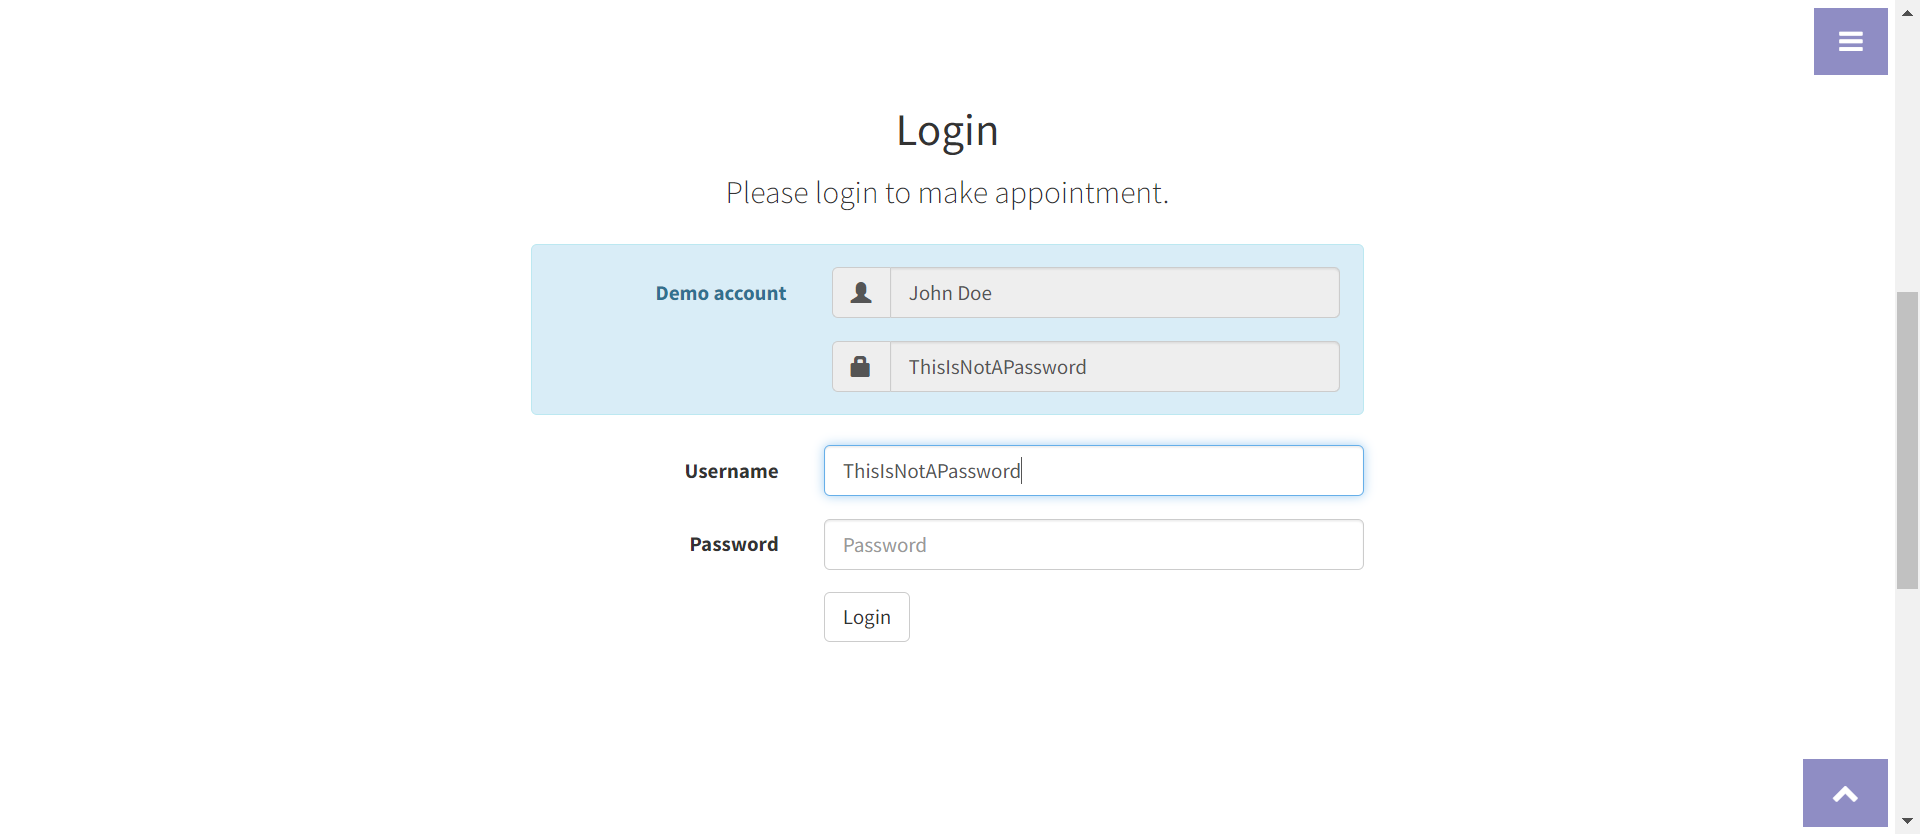 Login
Please login to make appointment.
Demo account
John Doe
ThisIsNotAPassword
Username
ThisIsNotAPassword
Password
Password
Login